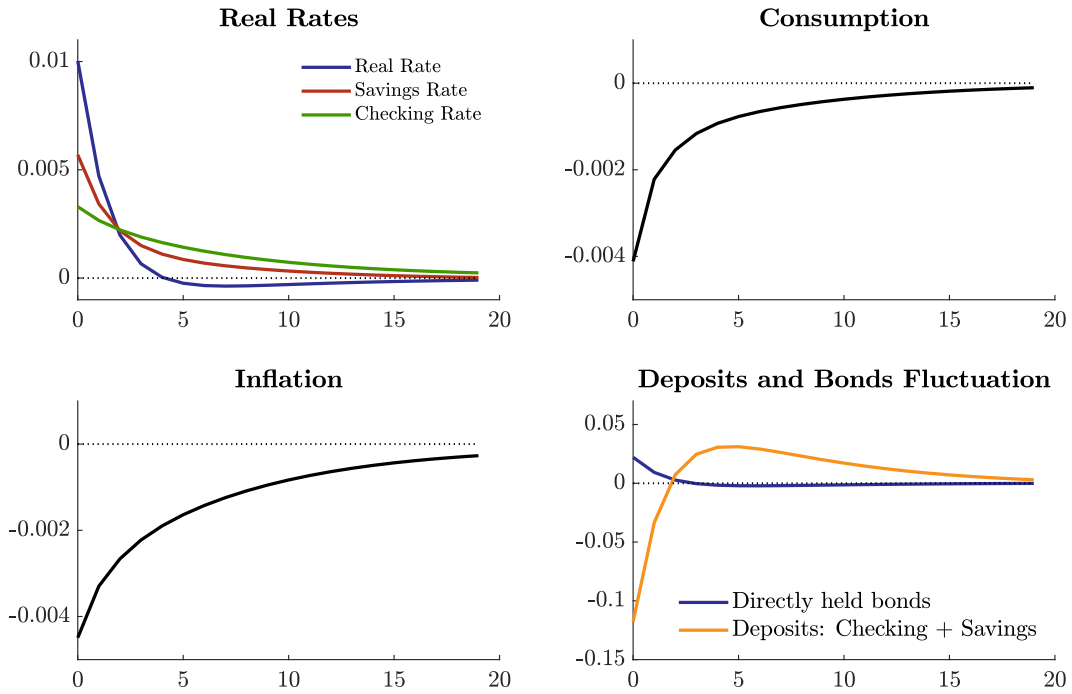 Real Rates
0.01
0.005
0
Real Rate
Savings Rate
Checking Rate
0 5 10 15 20
Consumption
0
-0.002
-0.004
0 5 10 15 20
Inflation
0
-0.002
-0.004
0 5 10 15 20
Deposits and Bonds Fluctuation
0.05
0
-0.05
-0.1
-0.15
Directly held bonds
Deposits: Checking + Savings
0 5 10 15 20